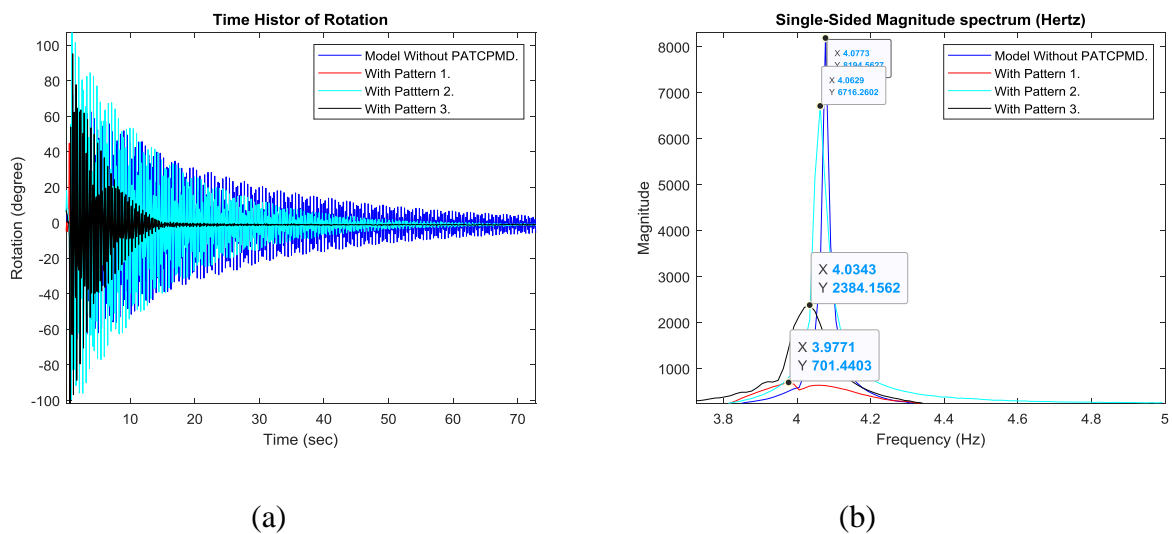 Time Histor of Rotation
Rotation (degree)
100
80
60
40
20
0
-20
-40
-60
-80
-100
10
20
30
40
50
60
70
Time (sec)
Model Without PATCPMD.
With Pattern 1.
With Patttern 2.
With Pattern 3.
(a)
Single-Sided Magnitude spectrum (Hertz)
Magnitude
8000
7000
6000
5000
4000
3000
2000
1000
3.8
4
4.2
4.4
4.6
4.8
5
Frequency (Hz)
X 4.0773
Y 8194.5627
X 4.0629
Y 6716.2602
X 4.0343
Y 2384.1562
X 3.9771
Y 701.4403
Model Without PATCPMD.
With Pattern 1.
With Pattern 2.
With Pattern 3.
(b)